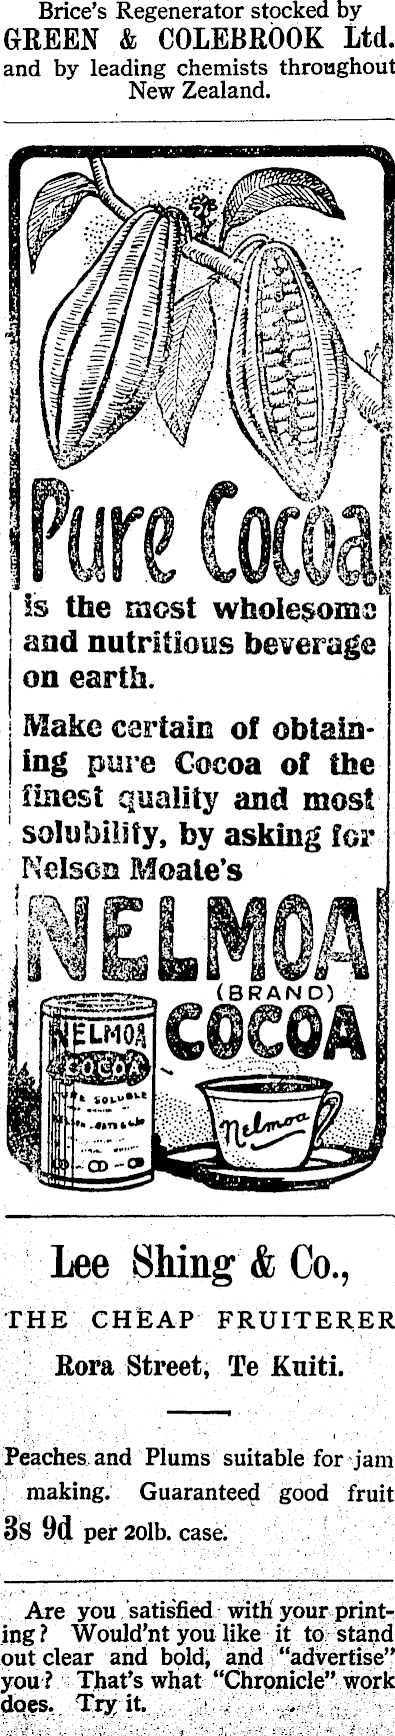 Brice's Regenerator stocked by
GREEN & COLEBROOK Ltd.
and by leading chemists throughout
New Zealand.
Pure Cocoa
is the most wholesome
and nutritious beverage
on earth.
Make certain of obtain-
ing pure Cocoa of the
finest quality and most
solubility, by asking for
Nelson Moate's
NELMOA
(BRAND)
COCOA
NELMOA
COCOA
PURE SOLUBLE
Nelmoa
Lee Shing & Co.,
THE CHEAP FRUITERER
Rora Street, Te Kuiti.
Peaches and Plums suitable for jam
making. Guaranteed good fruit
3s 9d per 20lb. case.
Are you satisfied with your print-
ing? Would'nt you like it to stand
out clear and bold, and "advertise"
you? That's what "Chronicle" work
does. Try it.